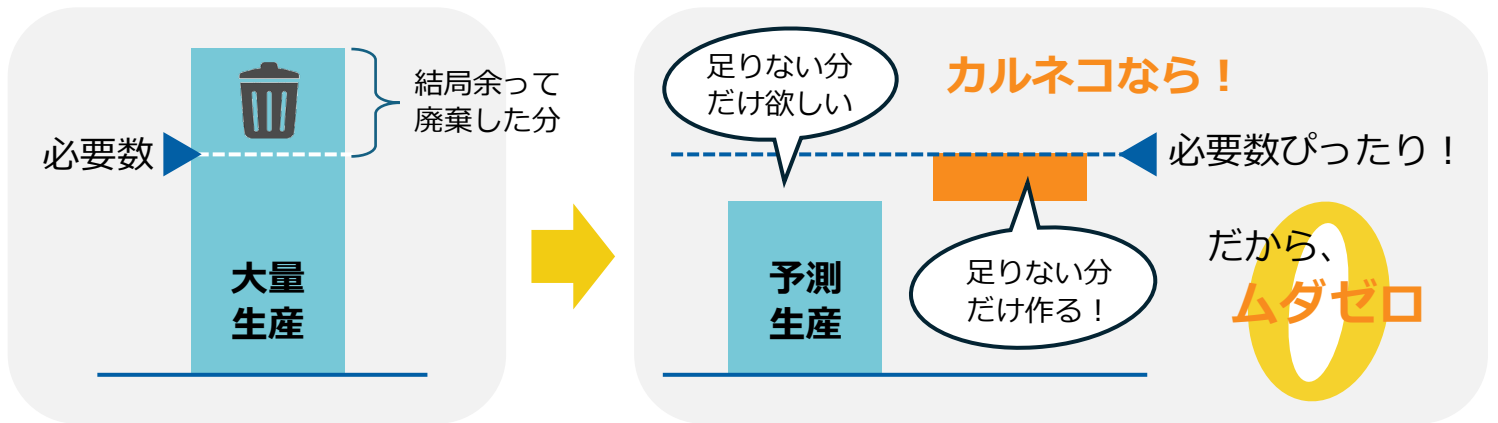 必要数
結局余って
廃棄した分
大量
生産
足りない分
だけ欲しい
カルネコなら！
必要数ぴったり！
予測
生産
足りない分
だけ作る！
だから、
0
ムダゼロ